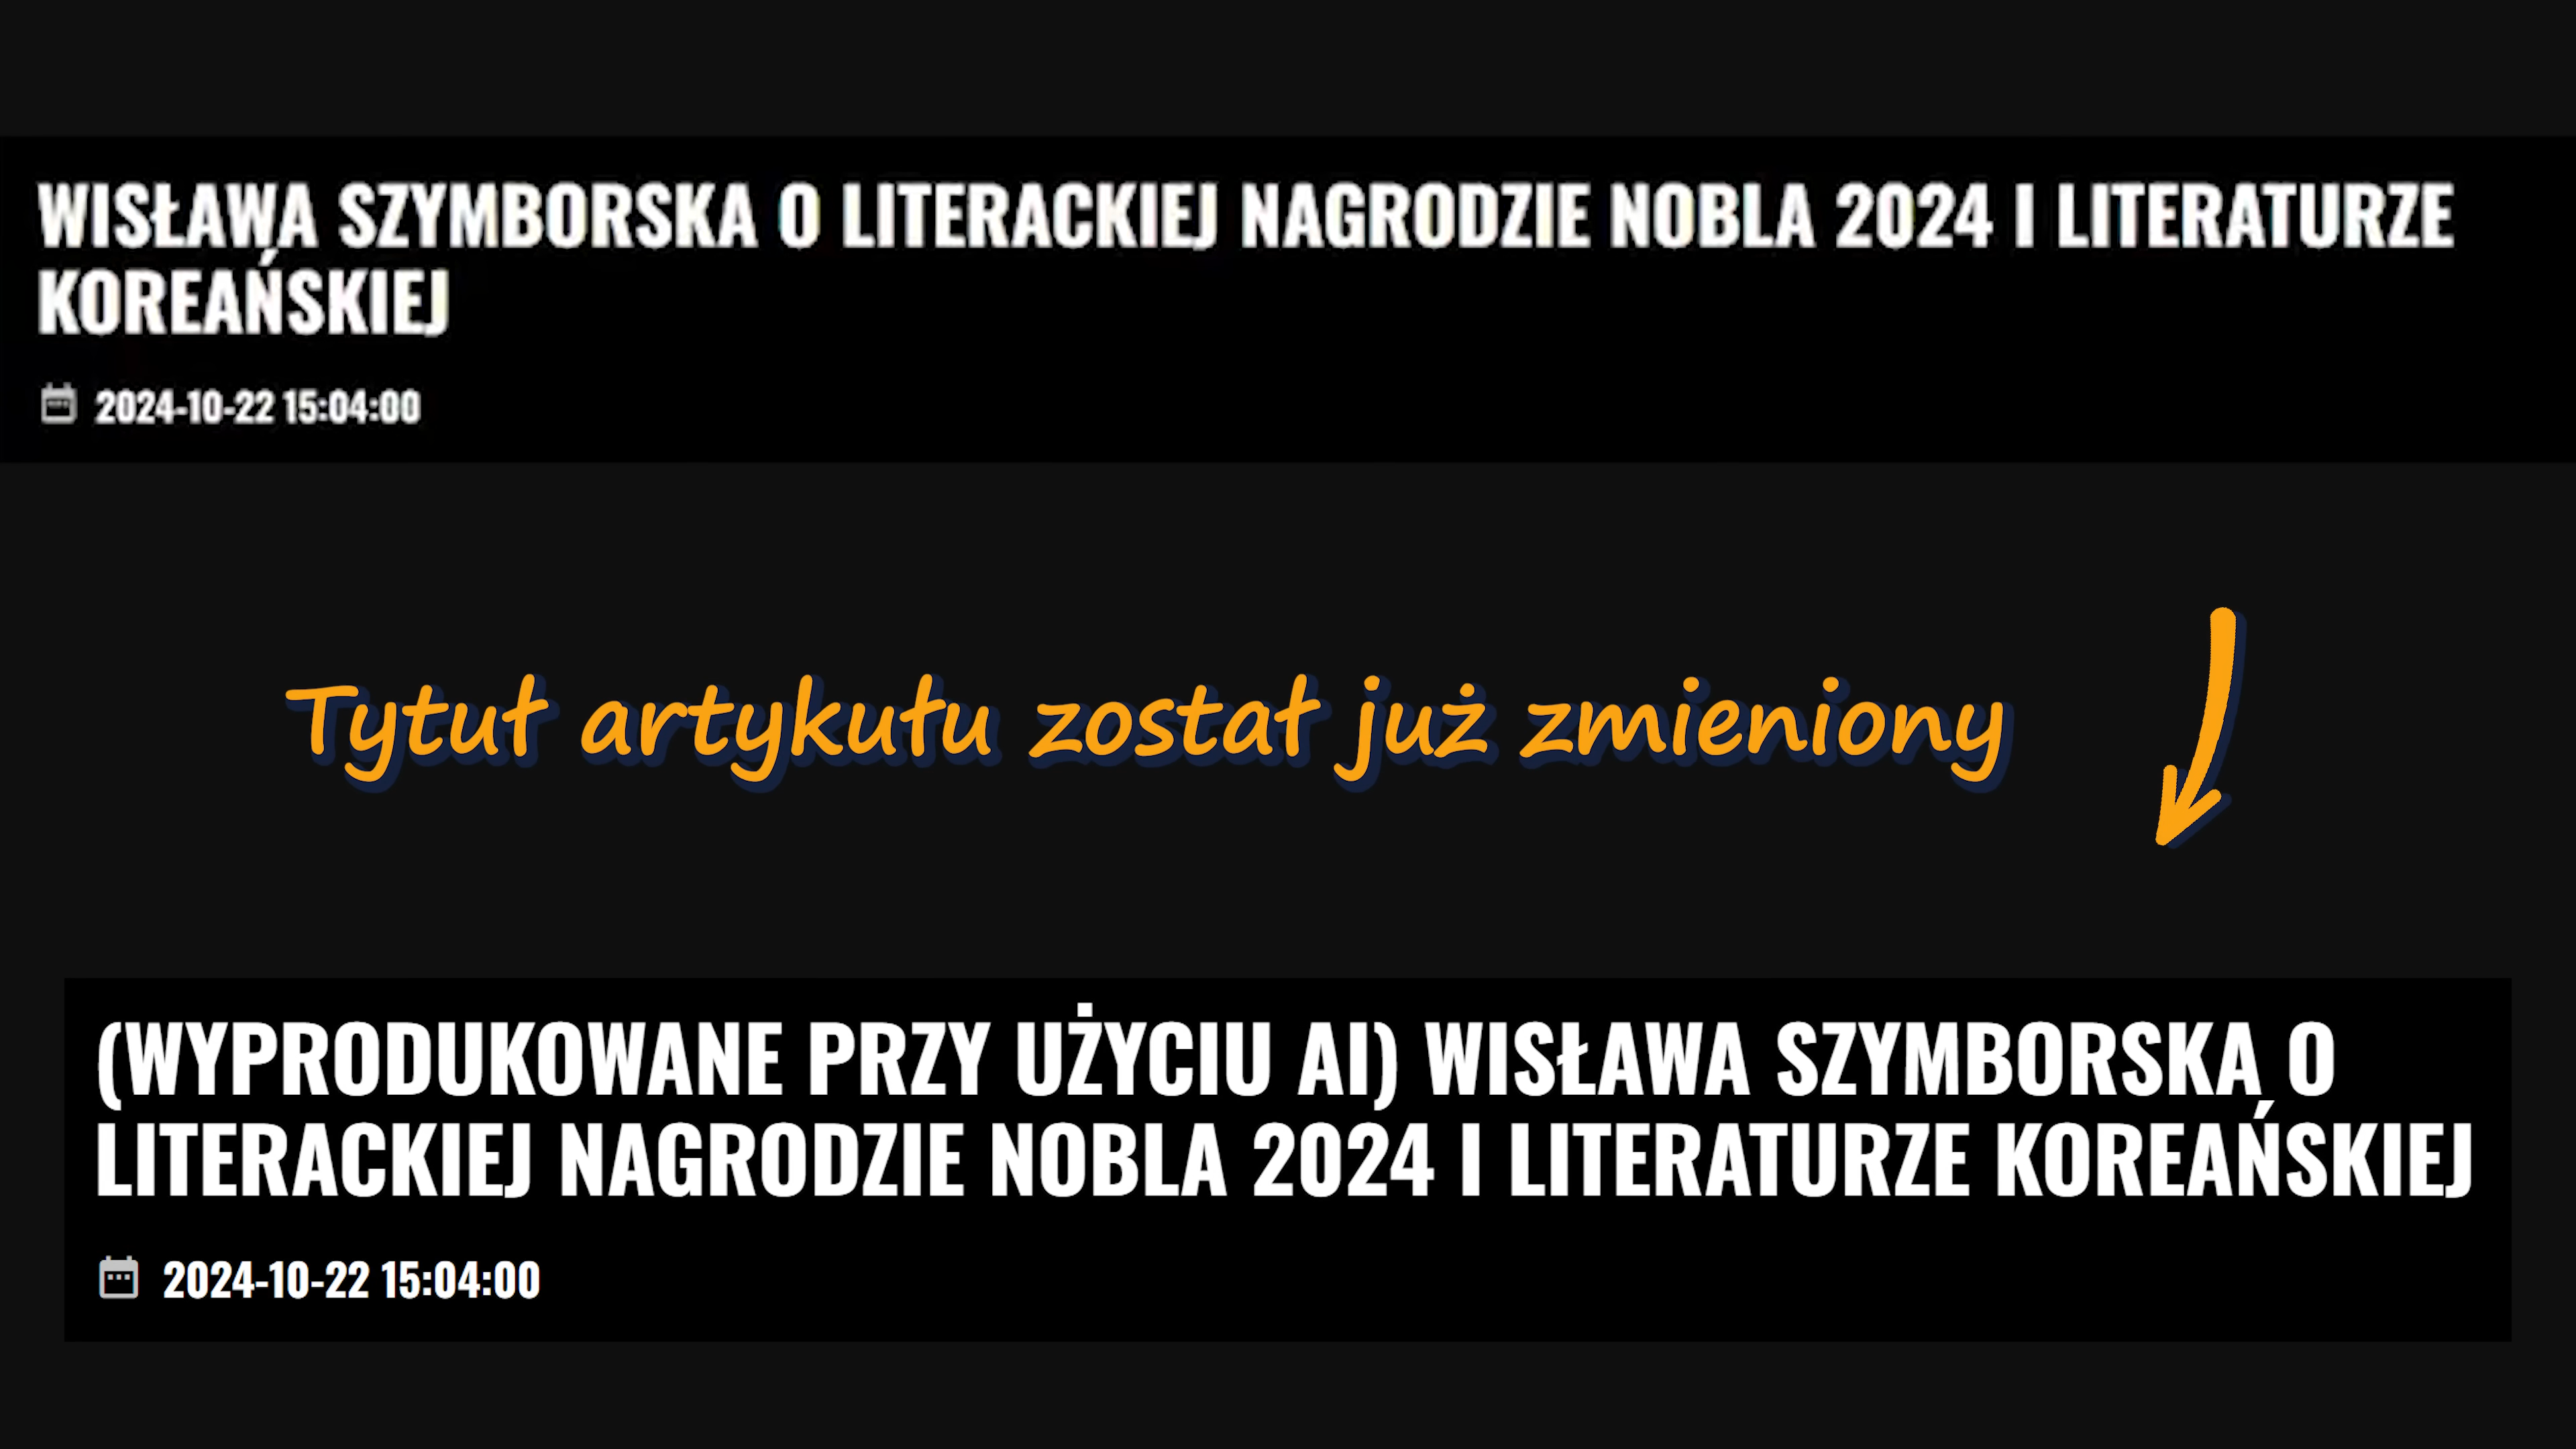 WISŁAWA SZYMBORSKA O LITERACKIEJ NAGRODZIE NOBLA 2024 I LITERATURZE
KOREAŃSKIEJ
2024-10-22 15:04:00
Tytuł artykułu został już zmieniony
(WYPRODUKOWANE PRZY UŻYCIU AI) WISŁAWA SZYMBORSKA O
LITERACKIEJ NAGRODZIE NOBLA 2024 I LITERATURZE KOREAŃSKIEJ
2024-10-22 15:04:00